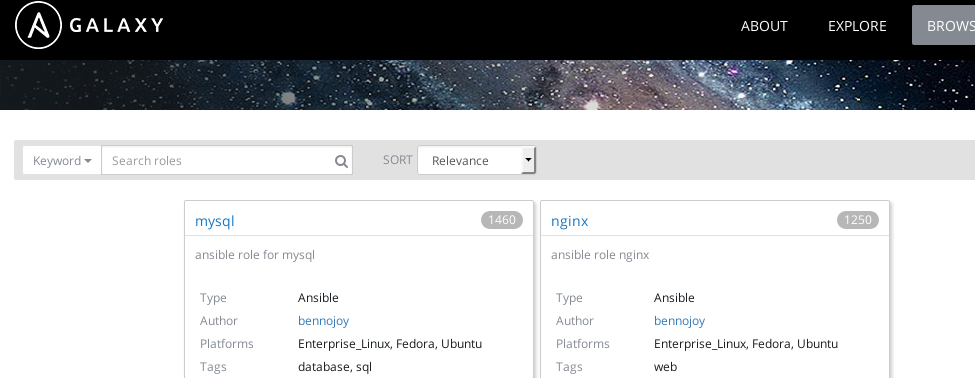 GALAXY
ABOUT EXPLORE BROWS
Keyword Search roles SORT Relevance
mysql 1460
ansible role for mysql
Type Ansible
Author bennojoy
Platforms Enterprise_Linux, Fedora, Ubuntu
Tags database, sql
nginx 1250
ansible role nginx
Type Ansible
Author bennojoy
Platforms Enterprise_Linux, Fedora, Ubuntu
Tags web